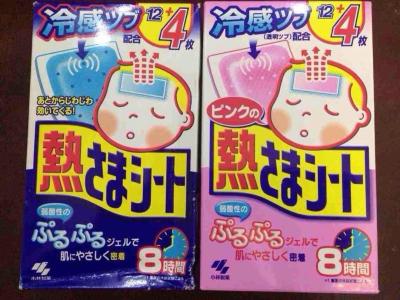 冷感ツブ
配合
12+4枚
あとからじわじわ
効いてくる!
熱さまシート
弱酸性の
ぷるぷるジェルで
肌にやさしく密着
8時間
小林製薬
冷感ツブ
(透明ツブ)配合
12+4枚
ピンクの
熱さまシート
弱酸性の
ぷるぷるジェルで
肌にやさしく密着
8時間
小林製薬